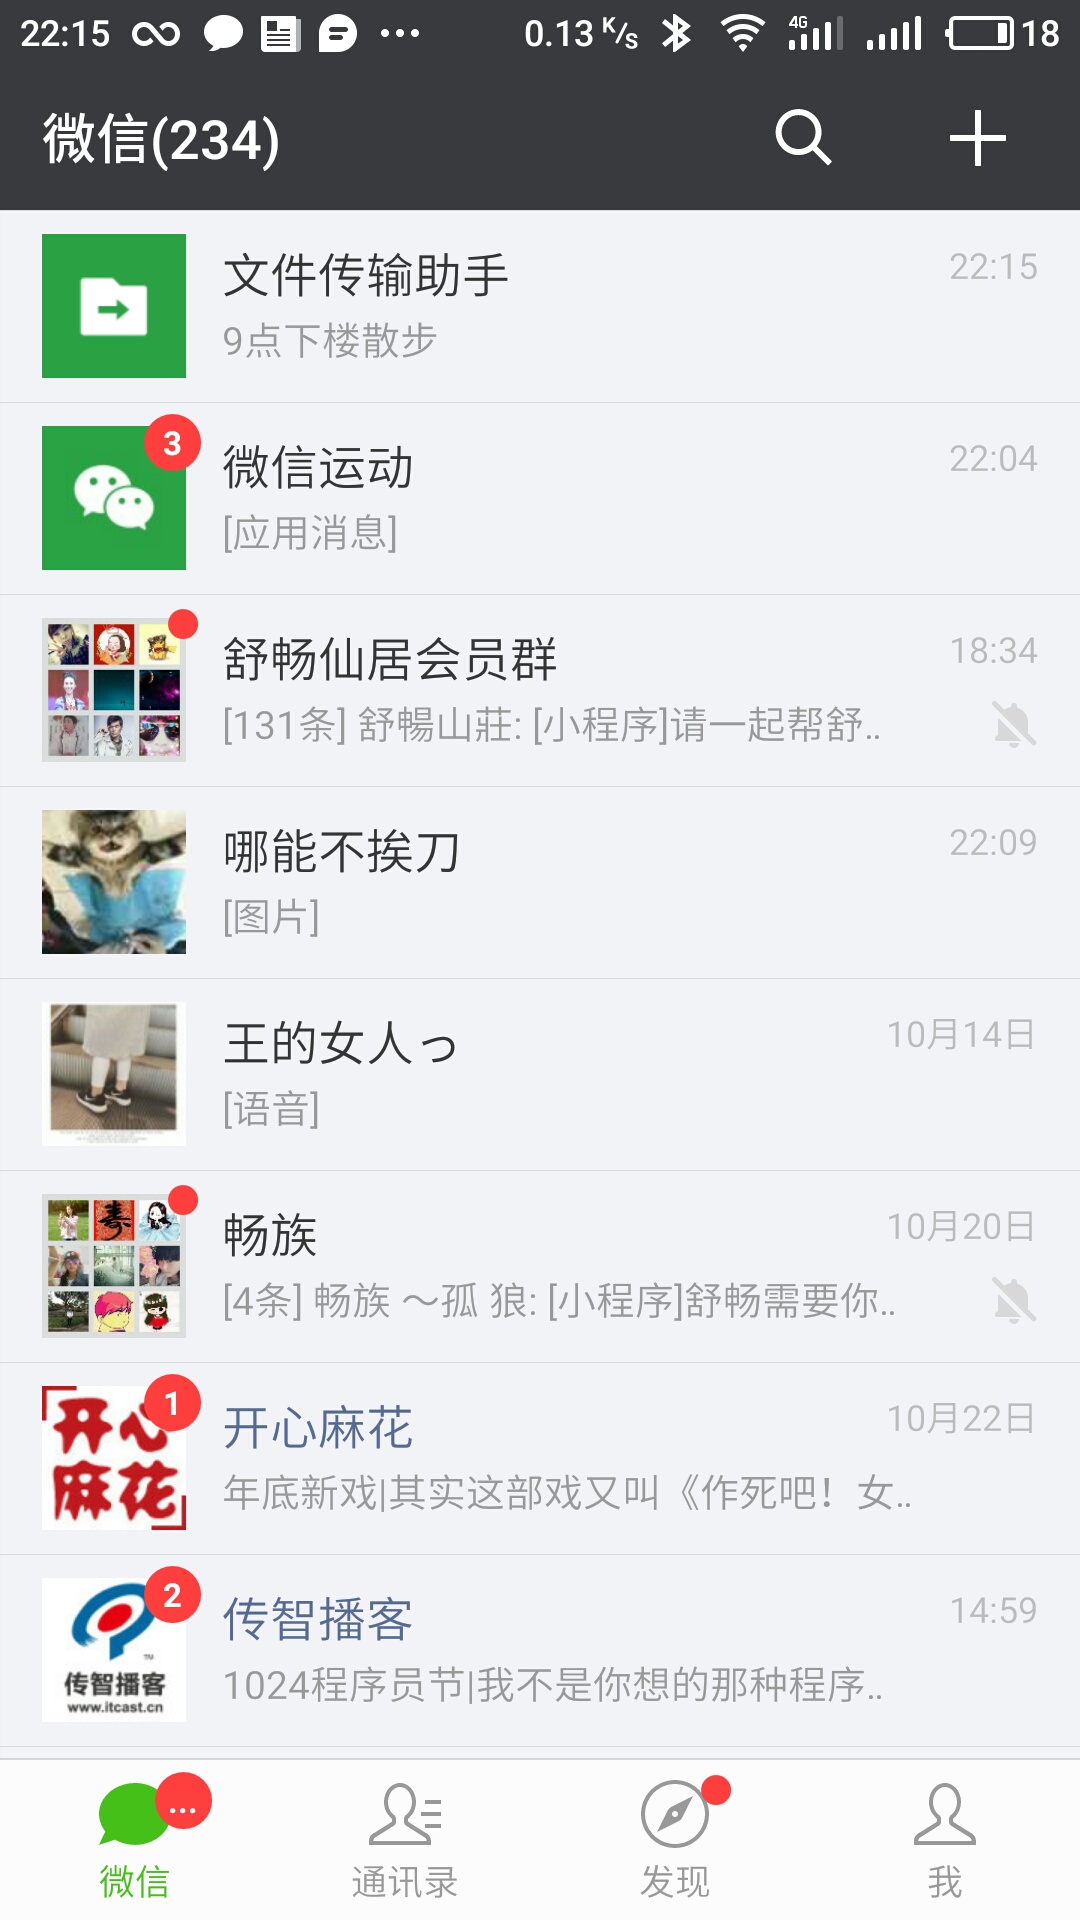 22:15 0.13 K/s 4G 18
微信(234)
文件传输助手 22:15
9点下楼散步
3
微信运动 22:04
[应用消息]
舒畅仙居会员群 18:34
[131条] 舒暢山莊: [小程序]请一起帮舒..
哪能不挨刀 22:09
[图片]
王的女人っ 10月14日
[语音]
寿
畅族 10月20日
[4条] 畅族 ～孤 狼: [小程序]舒畅需要你..
开心
麻花
1
开心麻花 10月22日
年底新戏|其实这部戏又叫《作死吧！女..
2
TM
传智播客
www.itcast.cn
传智播客 14:59
1024程序员节|我不是你想的那种程序..
...
微信 通讯录 发现 我